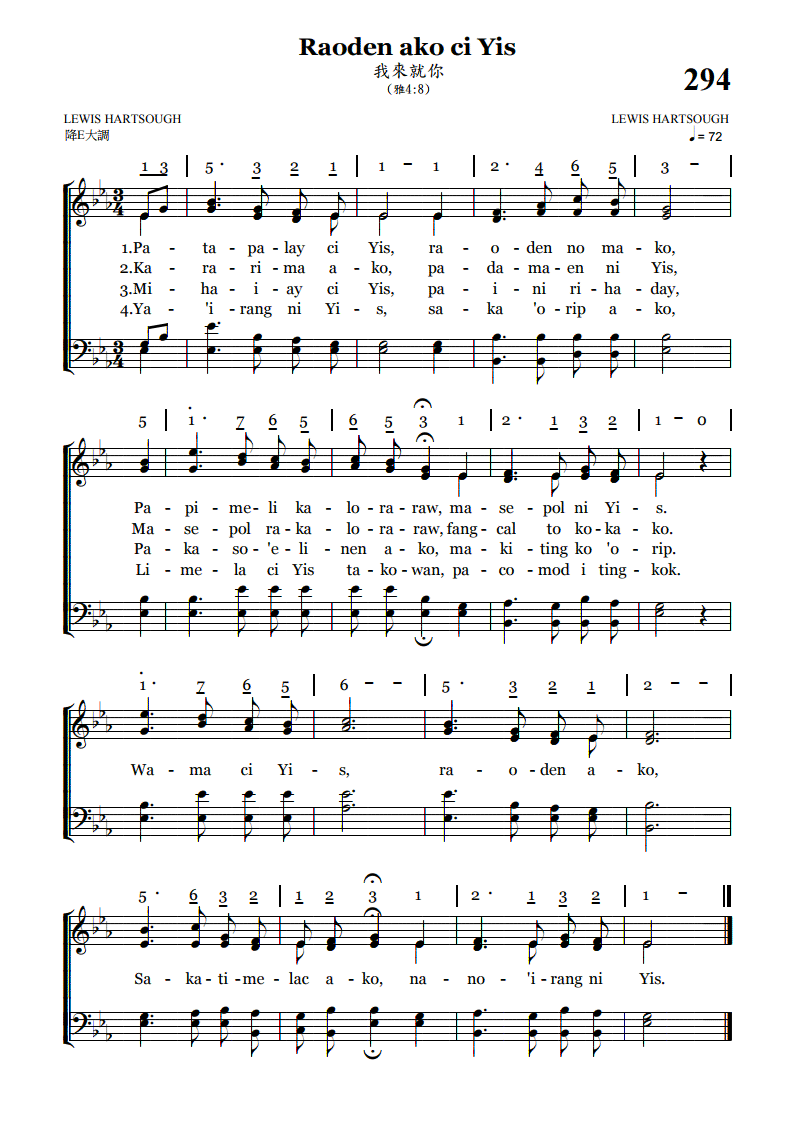 Raoden ako ci Yis
我來就你
（雅4:8）
294
LEWIS HARTSOUGH
LEWIS HARTSOUGH
降E大調
♩= 72
1 3 | 5 · 3 2 1 | 1 – 1 | 2 · 4 6 5 | 3 – |
3 4
1.Pa - ta - pa - lay ci Yis, ra - o - den no ma - ko,
2.Ka - ra - ri - ma a - ko, pa - da - ma - en ni Yis,
3.Mi - ha - i - ay ci Yis, pa - i - ni ri - ha - day,
4.Ya - 'i - rang ni Yi - s, sa - ka 'o - rip a - ko,
3 4
5 | 1 · 7 6 5 | 6 5 3 1 | 2 · 1 3 2 | 1 – 0 |
Pa - pi - me - li ka - lo - ra - raw, ma - se - pol ni Yi - s.
Ma - se - pol ra - ka - lo - ra - raw, fang - cal to ko - ka - ko.
Pa - ka - so - 'e - li - nen a - ko, ma - ki - ting ko 'o - rip.
Li - me - la ci Yis ta - ko - wan, pa - co - mod i ting - kok.
1 · 7 6 5 | 6 – – | 5 · 3 2 1 | 2 – – |
Wa - ma ci Yi - s, ra - o - den a - ko,
5 · 6 3 2 | 1 2 3 1 | 2 · 1 3 2 | 1 – ||
Sa - ka - ti - me - lac a - ko, na - no - 'i - rang ni Yis.